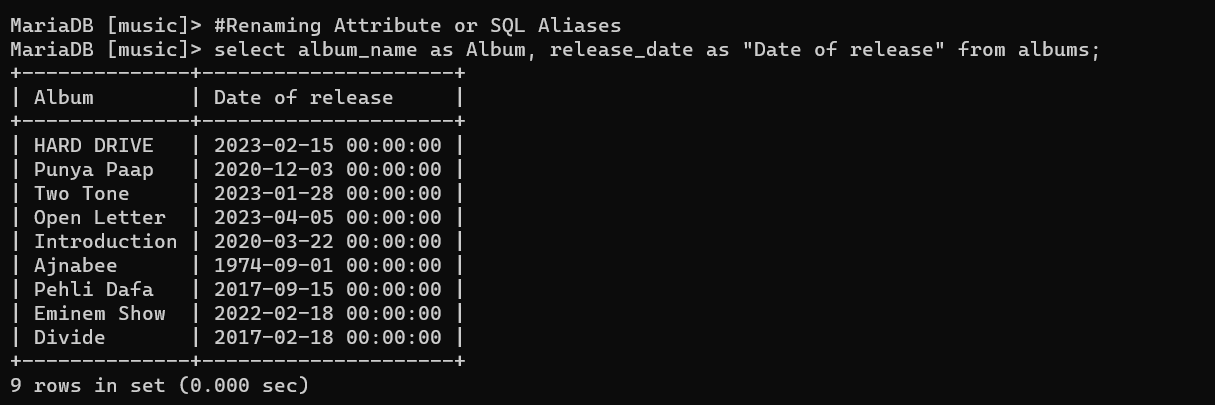 MariaDB [music]> #Renaming Attribute or SQL Aliases
MariaDB [music]> select album_name as Album, release_date as "Date of release" from albums;
+--------------+---------------------+
| Album        | Date of release     |
+--------------+---------------------+
| HARD DRIVE   | 2023-02-15 00:00:00 |
| Punya Paap   | 2020-12-03 00:00:00 |
| Two Tone     | 2023-01-28 00:00:00 |
| Open Letter  | 2023-04-05 00:00:00 |
| Introduction | 2020-03-22 00:00:00 |
| Ajnabee      | 1974-09-01 00:00:00 |
| Pehli Dafa   | 2017-09-15 00:00:00 |
| Eminem Show  | 2022-02-18 00:00:00 |
| Divide       | 2017-02-18 00:00:00 |
+--------------+---------------------+
9 rows in set (0.000 sec)